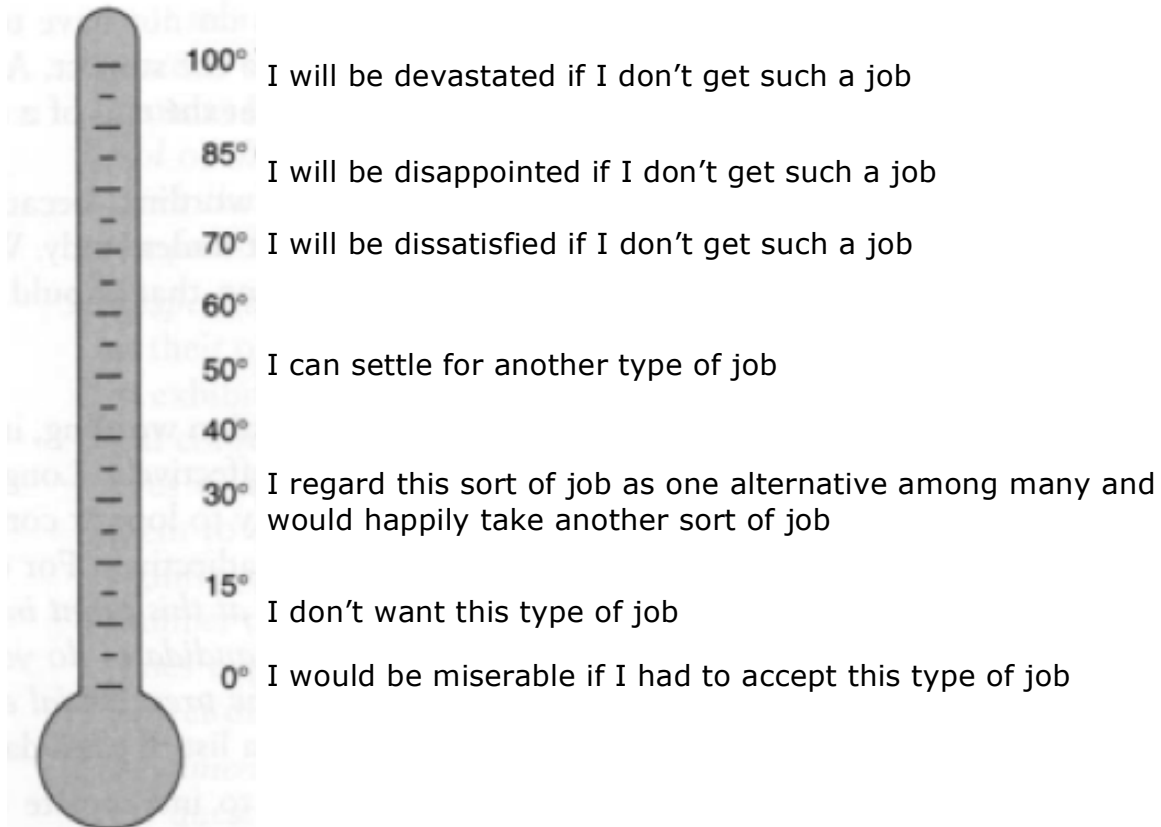 100° I will be devastated if I don’t get such a job
85° I will be disappointed if I don’t get such a job
70° I will be dissatisfied if I don’t get such a job
60°
50° I can settle for another type of job
40°
30° I regard this sort of job as one alternative among many and
would happily take another sort of job
15°
I don’t want this type of job
0° I would be miserable if I had to accept this type of job